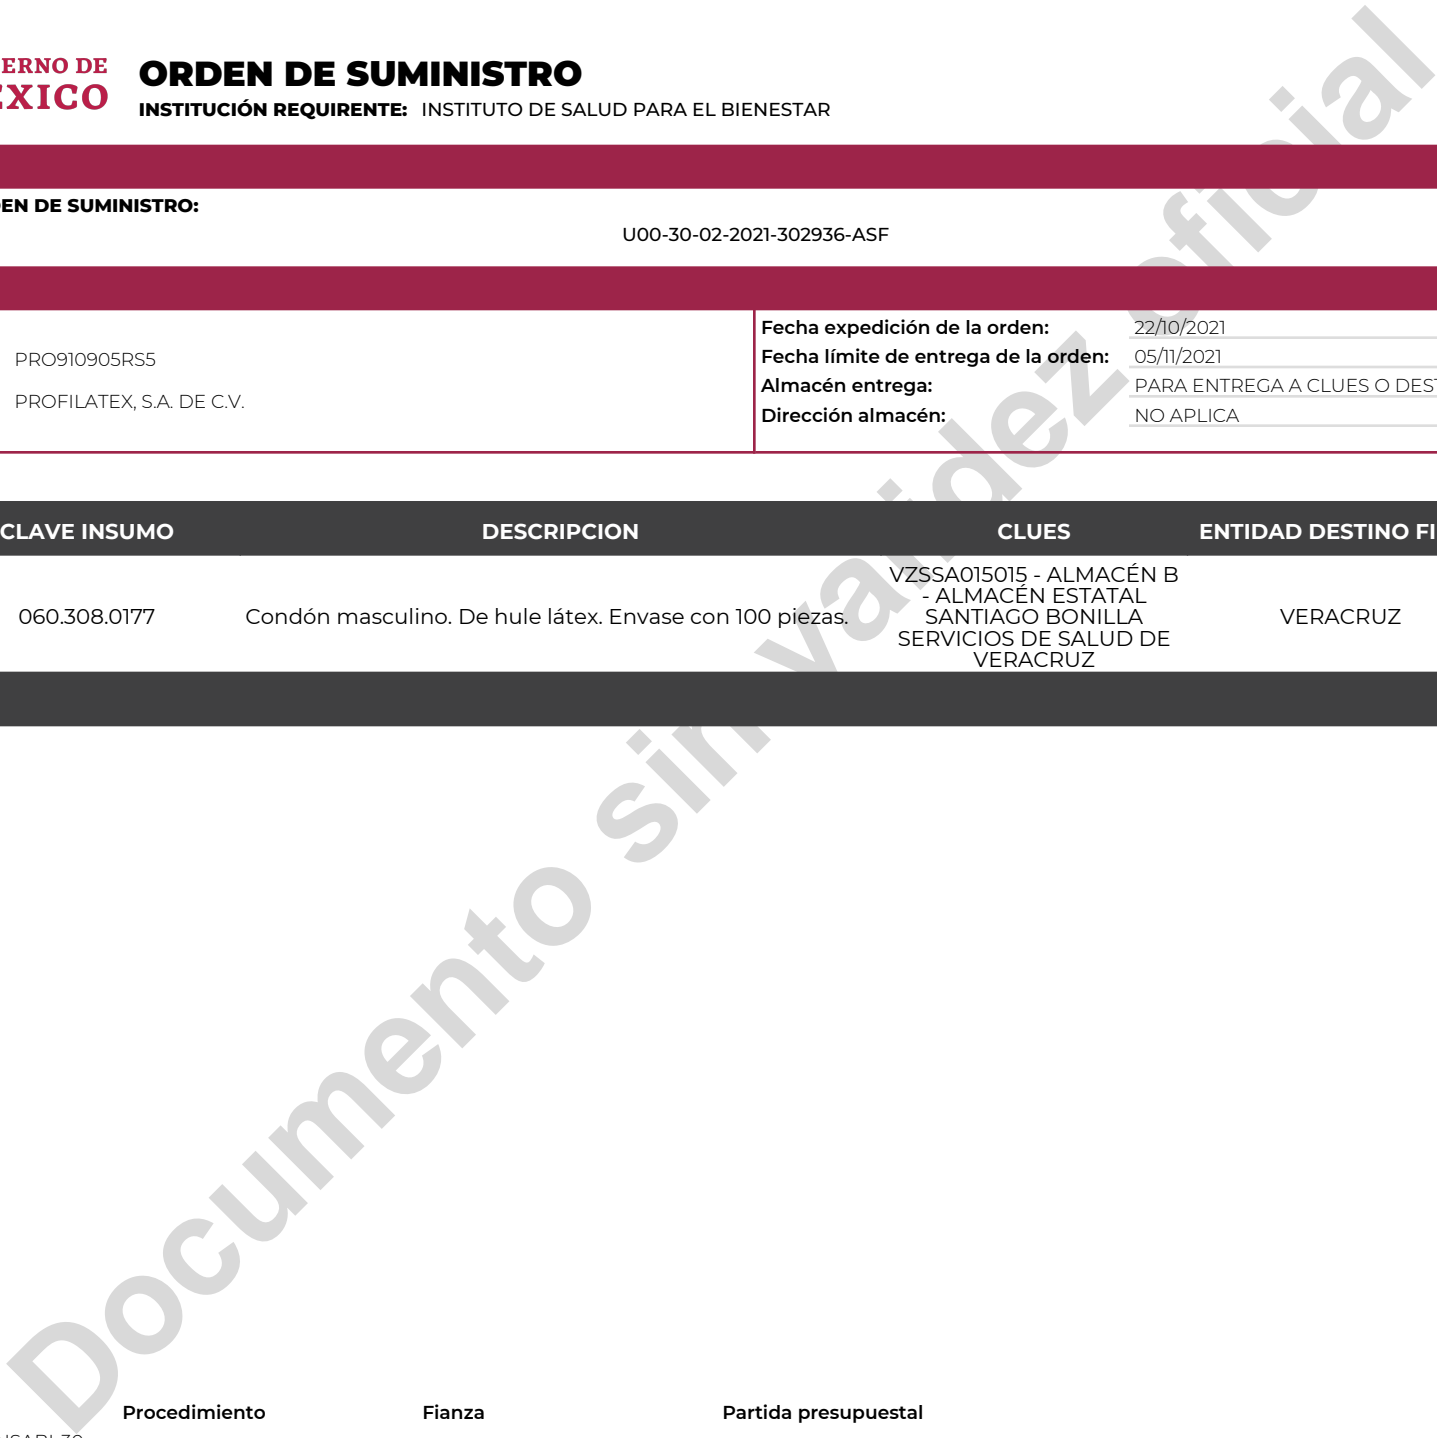 ERNO DE
EXICO
ORDEN DE SUMINISTRO
INSTITUCIÓN REQUIRENTE: INSTITUTO DE SALUD PARA EL BIENESTAR
EN DE SUMINISTRO:
U00-30-02-2021-302936-ASF
PRO910905RS5
PROFILATEX, S.A. DE C.V.
Fecha expedición de la orden: 22/10/2021
Fecha límite de entrega de la orden: 05/11/2021
Almacén entrega: PARA ENTREGA A CLUES O DEST
Dirección almacén: NO APLICA
CLAVE INSUMO DESCRIPCION CLUES ENTIDAD DESTINO FI
060.308.0177 Condón masculino. De hule látex. Envase con 100 piezas.
VZSSA015015 - ALMACÉN B
- ALMACÉN ESTATAL
SANTIAGO BONILLA
SERVICIOS DE SALUD DE
VERACRUZ
VERACRUZ
Documento sin validez oficial
Procedimiento Fianza Partida presupuestal